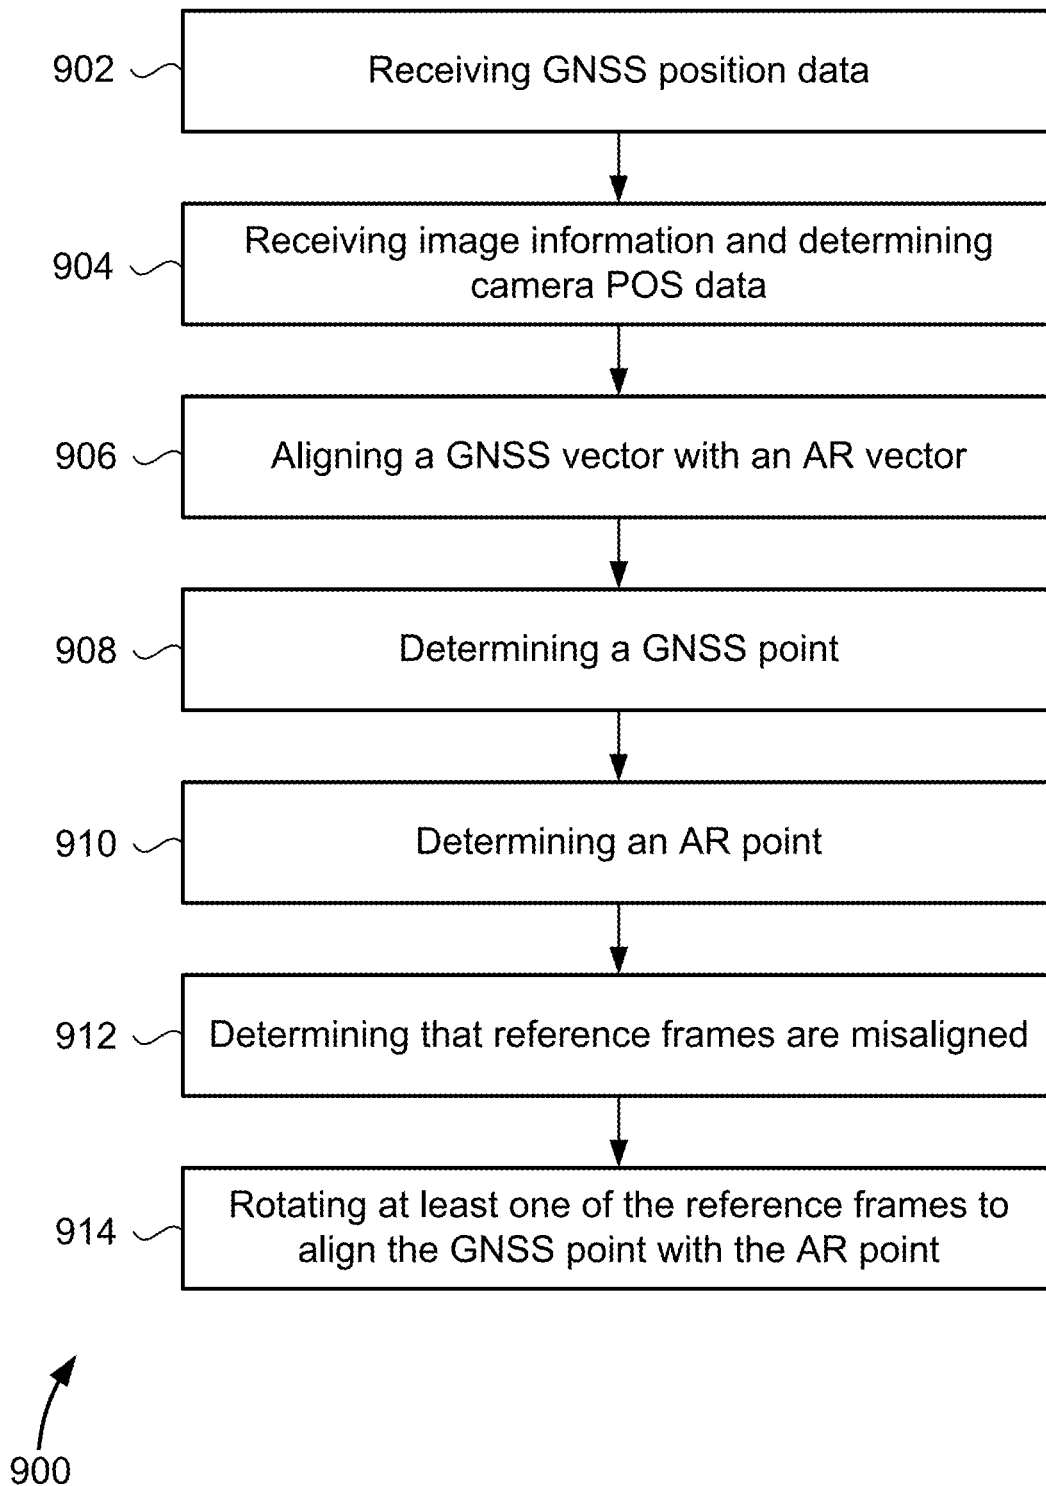 902
Receiving GNSS position data
904
Receiving image information and determining
camera POS data
906
Aligning a GNSS vector with an AR vector
908
Determining a GNSS point
910
Determining an AR point
912
Determining that reference frames are misaligned
914
Rotating at least one of the reference frames to
align the GNSS point with the AR point
900